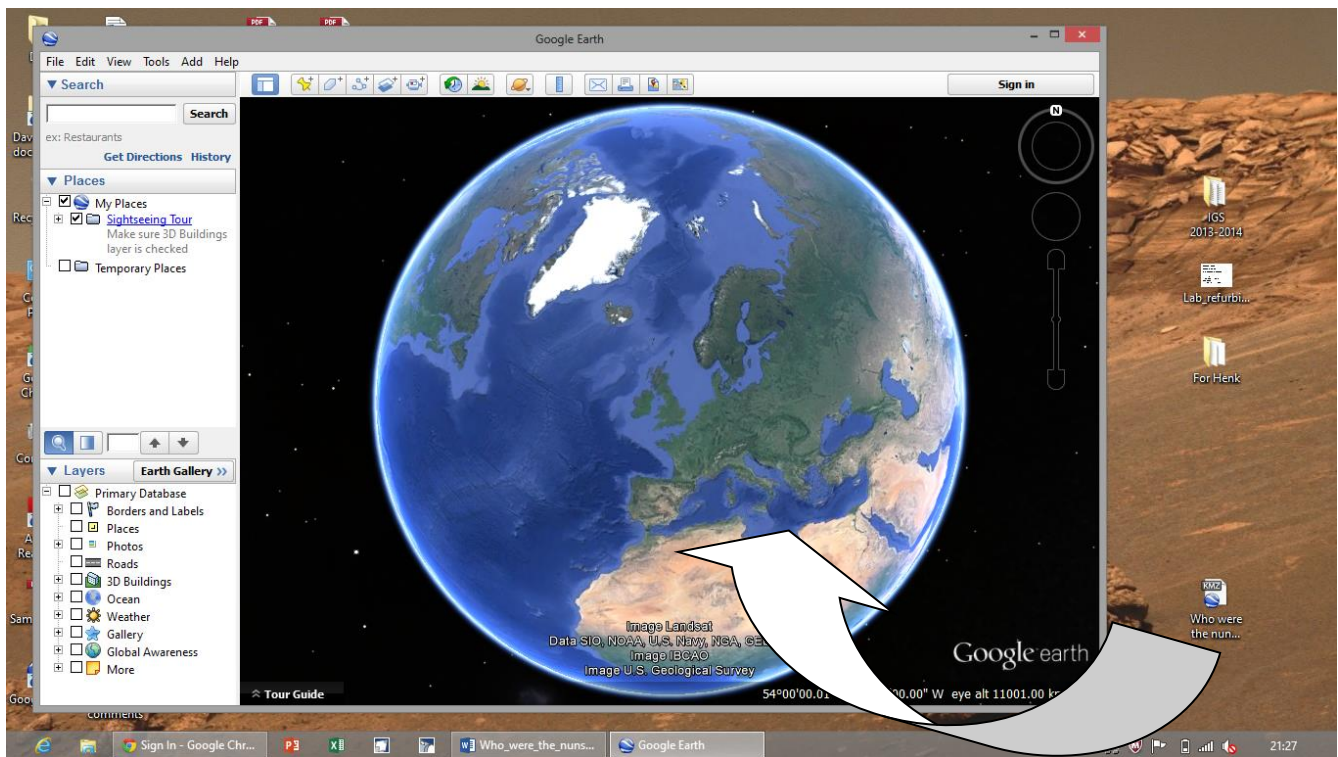 PDF
PDF
Google Earth
File Edit View Tools Add Help
Search
Search
ex: Restaurants
Get Directions History
Places
My Places
Sightseeing Tour
Make sure 3D Buildings
layer is checked
Temporary Places
Layers
Earth Gallery >>
Primary Database
Borders and Labels
Places
Photos
Roads
3D Buildings
Ocean
Weather
Gallery
Global Awareness
More
Sign in
N
Image Landsat
Data SIO, NOAA, U.S. Navy, NGA,
Image IBCAO
Image U.S. Geological Survey
Google earth
Tour Guide
54°00'00.01 00" W eye alt 11001.00
IGS
2013-2014
Lab_refurbi...
For Henk
KMZ
Who were
the nun...
comments
Sign In - Google Chr...
Who_were_the_nuns...
Google Earth
21:27